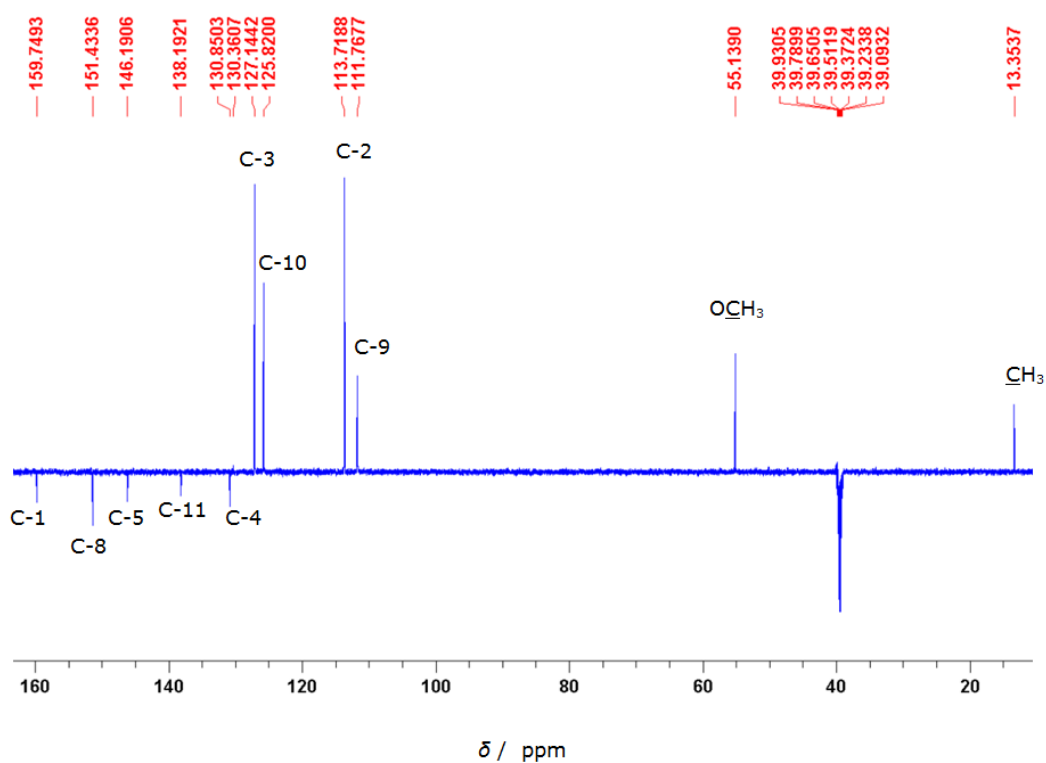 159.7493
151.4336
146.1906
138.1921
130.8503
130.3607
127.1442
125.8200
113.7188
111.7677
55.1390
39.9305
39.7899
39.6505
39.5119
39.3724
39.2338
39.0932
13.3537
C-3
C-2
C-10
OCH₃
C-9
CH₃
C-1
C-8
C-5
C-11
C-4
160 140 120 100 80 60 40 20
δ / ppm